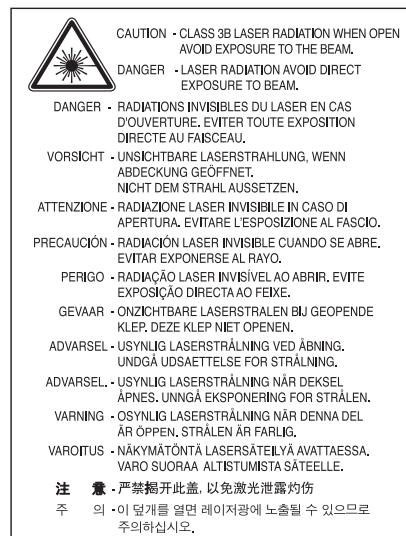 CAUTION - CLASS 3B LASER RADIATION WHEN OPEN
AVOID EXPOSURE TO THE BEAM.
DANGER - LASER RADIATION AVOID DIRECT
EXPOSURE TO BEAM.
DANGER - RADIATIONS INVISIBLES DU LASER EN CAS
D'OUVERTURE. EVITER TOUTE EXPOSITION
DIRECTE AU FAISCEAU.
VORSICHT - UNSICHTBARE LASERSTRAHLUNG, WENN
ABDECKUNG GEÖFFNET.
NICHT DEM STRAHL AUSSETZEN.
ATTENZIONE - RADIAZIONE LASER INVISIBILE IN CASO DI
APERTURA. EVITARE L'ESPOSIZIONE AL FASCIO.
PRECAUCIÓN - RADIACIÓN LASER INVISIBLE CUANDO SE ABRE.
EVITAR EXPONERSE AL RAYO.
PERIGO - RADIAÇÃO LASER INVISÍVEL AO ABRIR. EVITE
EXPOSIÇÃO DIRECTA AO FEIXE.
GEVAAR - ONZICHTBARE LASERSTRALEN BIJ GEOPENDE
KLEP. DEZE KLEP NIET OPENEN.
ADVARSEL - USYNLIG LASERSTRÅLNING VED ÅBNING.
UNDGÅ UDSAETTELSE FOR STRÅLNING.
ADVARSEL. - USYNLIG LASERSTRÅLNING NÅR DEKSEL
ÅPNES. UNNGÅ EKSPONERING FOR STRÅLEN.
VARNING - OSYNLIG LASERSTRÅLNING NÄR DENNA DEL
ÄR ÖPPEN. STRÅLEN ÄR FARLIG.
VAROITUS - NÄKYMÄTÖNTÄ LASERSÄTEILYÄ AVATTAESSA.
VARO SUORAA ALTISTUMISTA SÄTEELLE.
注 意 - 严禁揭开此盖, 以免激光泄露灼伤
주 의 - 이 덮개를 열면 레이저광에 노출될 수 있으므로
주의하십시오.